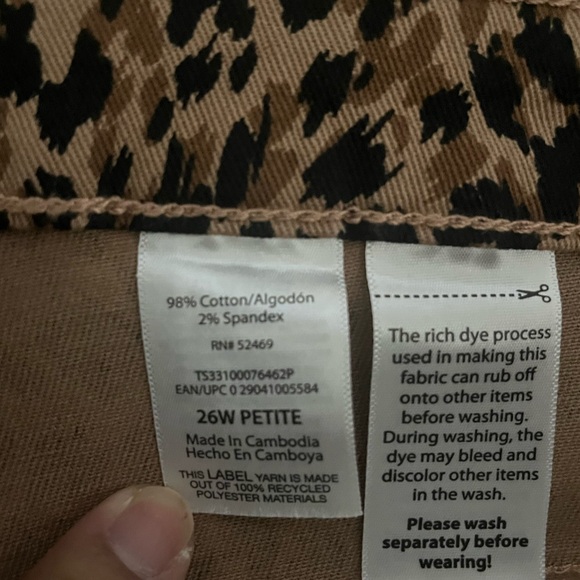 98% Cotton/Algodón
2% Spandex
RN# 52469
TS33100076462P
EAN/UPC 0 29041005584
26W PETITE
Made In Cambodia
Hecho En Camboya
THIS LABEL YARN IS MADE
OUT OF 100% RECYCLED
POLYESTER MATERIALS
The rich dye process
used in making this
fabric can rub off
onto other items
before washing.
During washing, the
dye may bleed and
discolor other items
in the wash.
Please wash
separately before
wearing!